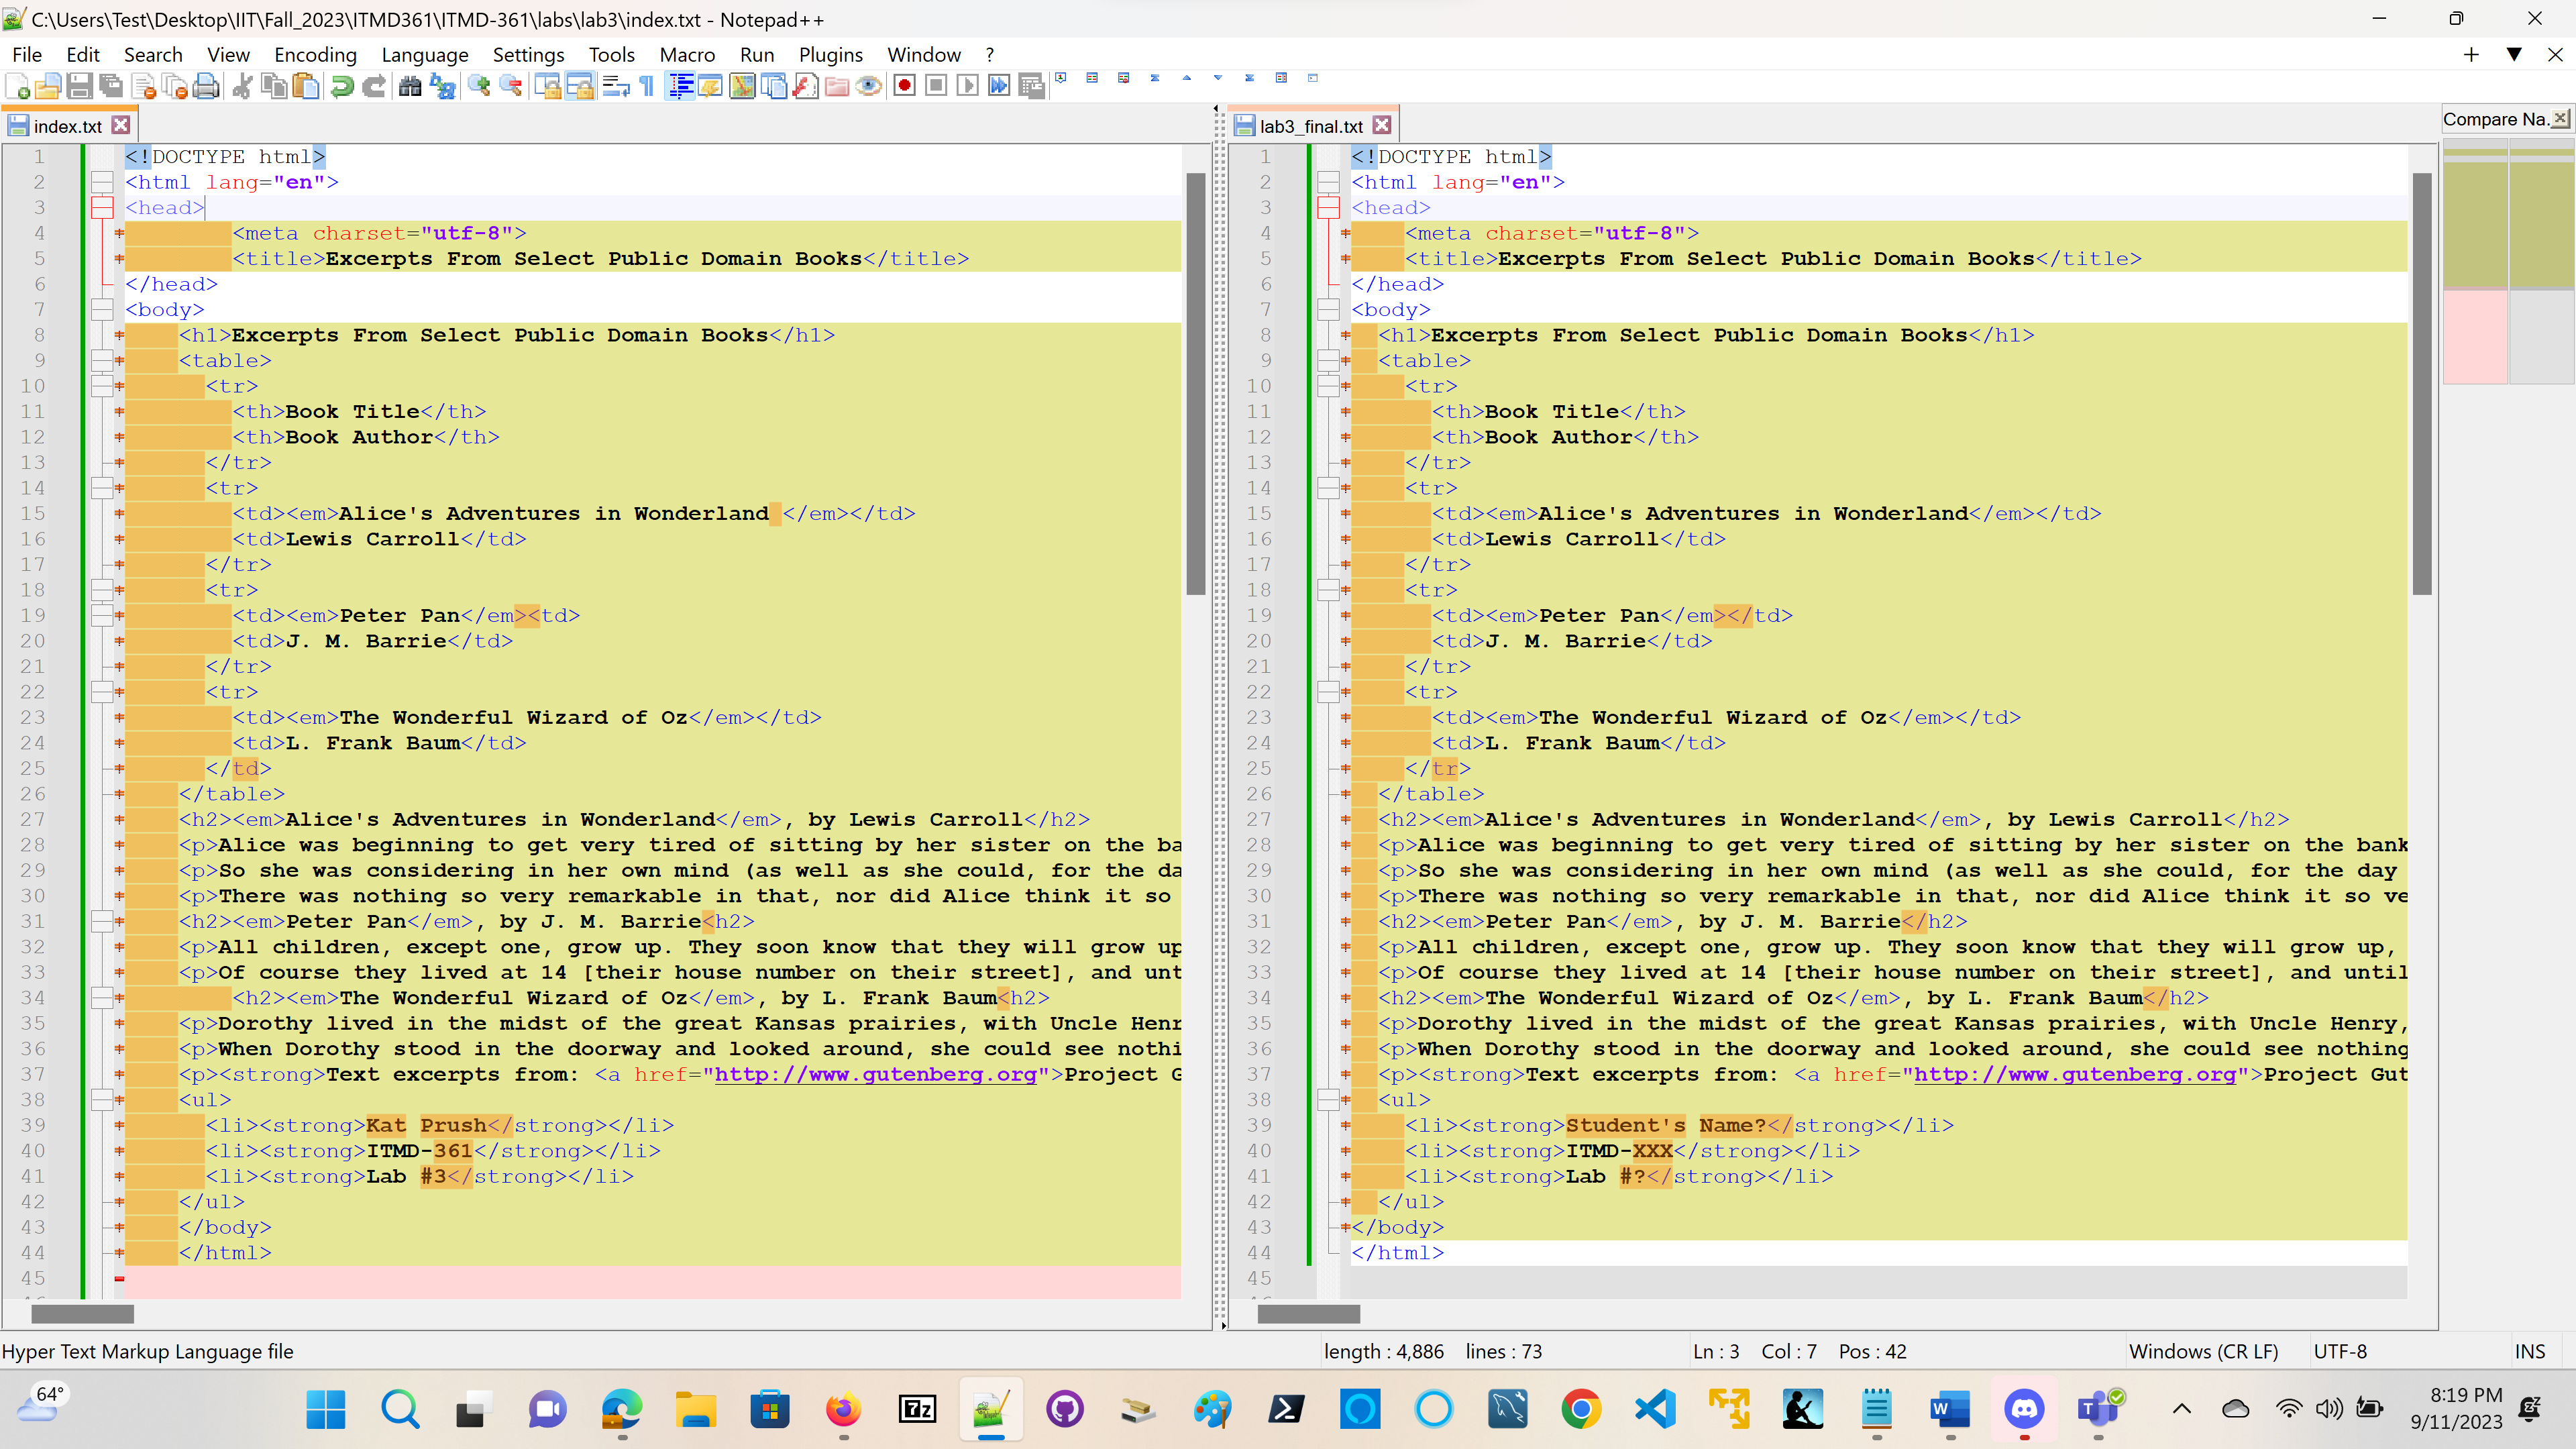 C:\Users\Test\Desktop\IIT\Fall_2023\ITMD361\ITMD-361\labs\lab3\index.txt - Notepad++
File Edit Search View Encoding Language Settings Tools Macro Run Plugins Window ?
index.txt
1 <!DOCTYPE html>
2 <html lang="en">
3 <head>
4 <meta charset="utf-8">
5 <title>Excerpts From Select Public Domain Books</title>
6 </head>
7 <body>
8 <h1>Excerpts From Select Public Domain Books</h1>
9 <table>
10 <tr>
11 <th>Book Title</th>
12 <th>Book Author</th>
13 </tr>
14 <tr>
15 <td><em>Alice's Adventures in Wonderland </em></td>
16 <td>Lewis Carroll</td>
17 </tr>
18 <tr>
19 <td><em>Peter Pan</em><td>
20 <td>J. M. Barrie</td>
21 </tr>
22 <tr>
23 <td><em>The Wonderful Wizard of Oz</em></td>
24 <td>L. Frank Baum</td>
25 </td>
26 </table>
27 <h2><em>Alice's Adventures in Wonderland</em>, by Lewis Carroll</h2>
28 <p>Alice was beginning to get very tired of sitting by her sister on the ba
29 <p>So she was considering in her own mind (as well as she could, for the da
30 <p>There was nothing so very remarkable in that, nor did Alice think it so
31 <h2><em>Peter Pan</em>, by J. M. Barrie<h2>
32 <p>All children, except one, grow up. They soon know that they will grow up
33 <p>Of course they lived at 14 [their house number on their street], and unt
34 <h2><em>The Wonderful Wizard of Oz</em>, by L. Frank Baum<h2>
35 <p>Dorothy lived in the midst of the great Kansas prairies, with Uncle Henr
36 <p>When Dorothy stood in the doorway and looked around, she could see nothi
37 <p><strong>Text excerpts from: <a href="http://www.gutenberg.org">Project G
38 <ul>
39 <li><strong>Kat Prush</strong></li>
40 <li><strong>ITMD-361</strong></li>
41 <li><strong>Lab #3</strong></li>
42 </ul>
43 </body>
44 </html>
45
lab3_final.txt
1 <!DOCTYPE html>
2 <html lang="en">
3 <head>
4 <meta charset="utf-8">
5 <title>Excerpts From Select Public Domain Books</title>
6 </head>
7 <body>
8 <h1>Excerpts From Select Public Domain Books</h1>
9 <table>
10 <tr>
11 <th>Book Title</th>
12 <th>Book Author</th>
13 </tr>
14 <tr>
15 <td><em>Alice's Adventures in Wonderland</em></td>
16 <td>Lewis Carroll</td>
17 </tr>
18 <tr>
19 <td><em>Peter Pan</em></td>
20 <td>J. M. Barrie</td>
21 </tr>
22 <tr>
23 <td><em>The Wonderful Wizard of Oz</em></td>
24 <td>L. Frank Baum</td>
25 </tr>
26 </table>
27 <h2><em>Alice's Adventures in Wonderland</em>, by Lewis Carroll</h2>
28 <p>Alice was beginning to get very tired of sitting by her sister on the bank
29 <p>So she was considering in her own mind (as well as she could, for the day
30 <p>There was nothing so very remarkable in that, nor did Alice think it so ve
31 <h2><em>Peter Pan</em>, by J. M. Barrie</h2>
32 <p>All children, except one, grow up. They soon know that they will grow up,
33 <p>Of course they lived at 14 [their house number on their street], and until
34 <h2><em>The Wonderful Wizard of Oz</em>, by L. Frank Baum</h2>
35 <p>Dorothy lived in the midst of the great Kansas prairies, with Uncle Henry,
36 <p>When Dorothy stood in the doorway and looked around, she could see nothing
37 <p><strong>Text excerpts from: <a href="http://www.gutenberg.org">Project Gut
38 <ul>
39 <li><strong>Student's Name?</strong></li>
40 <li><strong>ITMD-XXX</strong></li>
41 <li><strong>Lab #?</strong></li>
42 </ul>
43 </body>
44 </html>
45
Compare Na.
Hyper Text Markup Language file length : 4,886 lines : 73 Ln : 3 Col : 7 Pos : 42 Windows (CR LF) UTF-8 INS
64°
7z
8:19 PM
9/11/2023